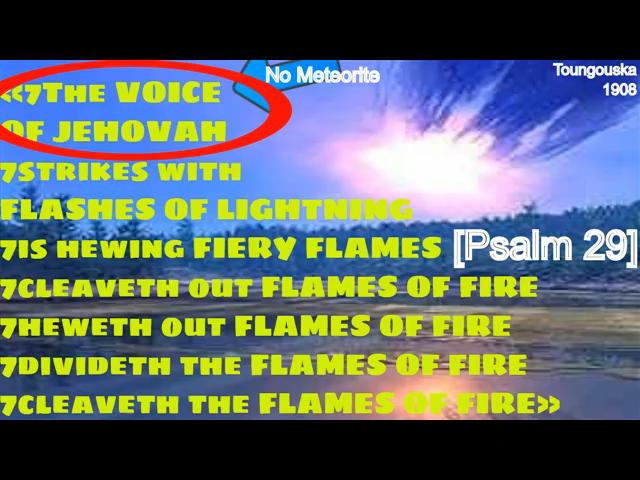 No Meteorite
Toungouska
1908
«7The VOICE
OF JEHOVAH
7STRIKES WITH
FLASHES OF LIGHTNING
7IS HEWING FIERY FLAMES
[Psalm 29]
7CLEAVETH OUT FLAMES OF FIRE
7HEWETH OUT FLAMES OF FIRE
7DIVIDETH THE FLAMES OF FIRE
7CLEAVETH THE FLAMES OF FIRE»